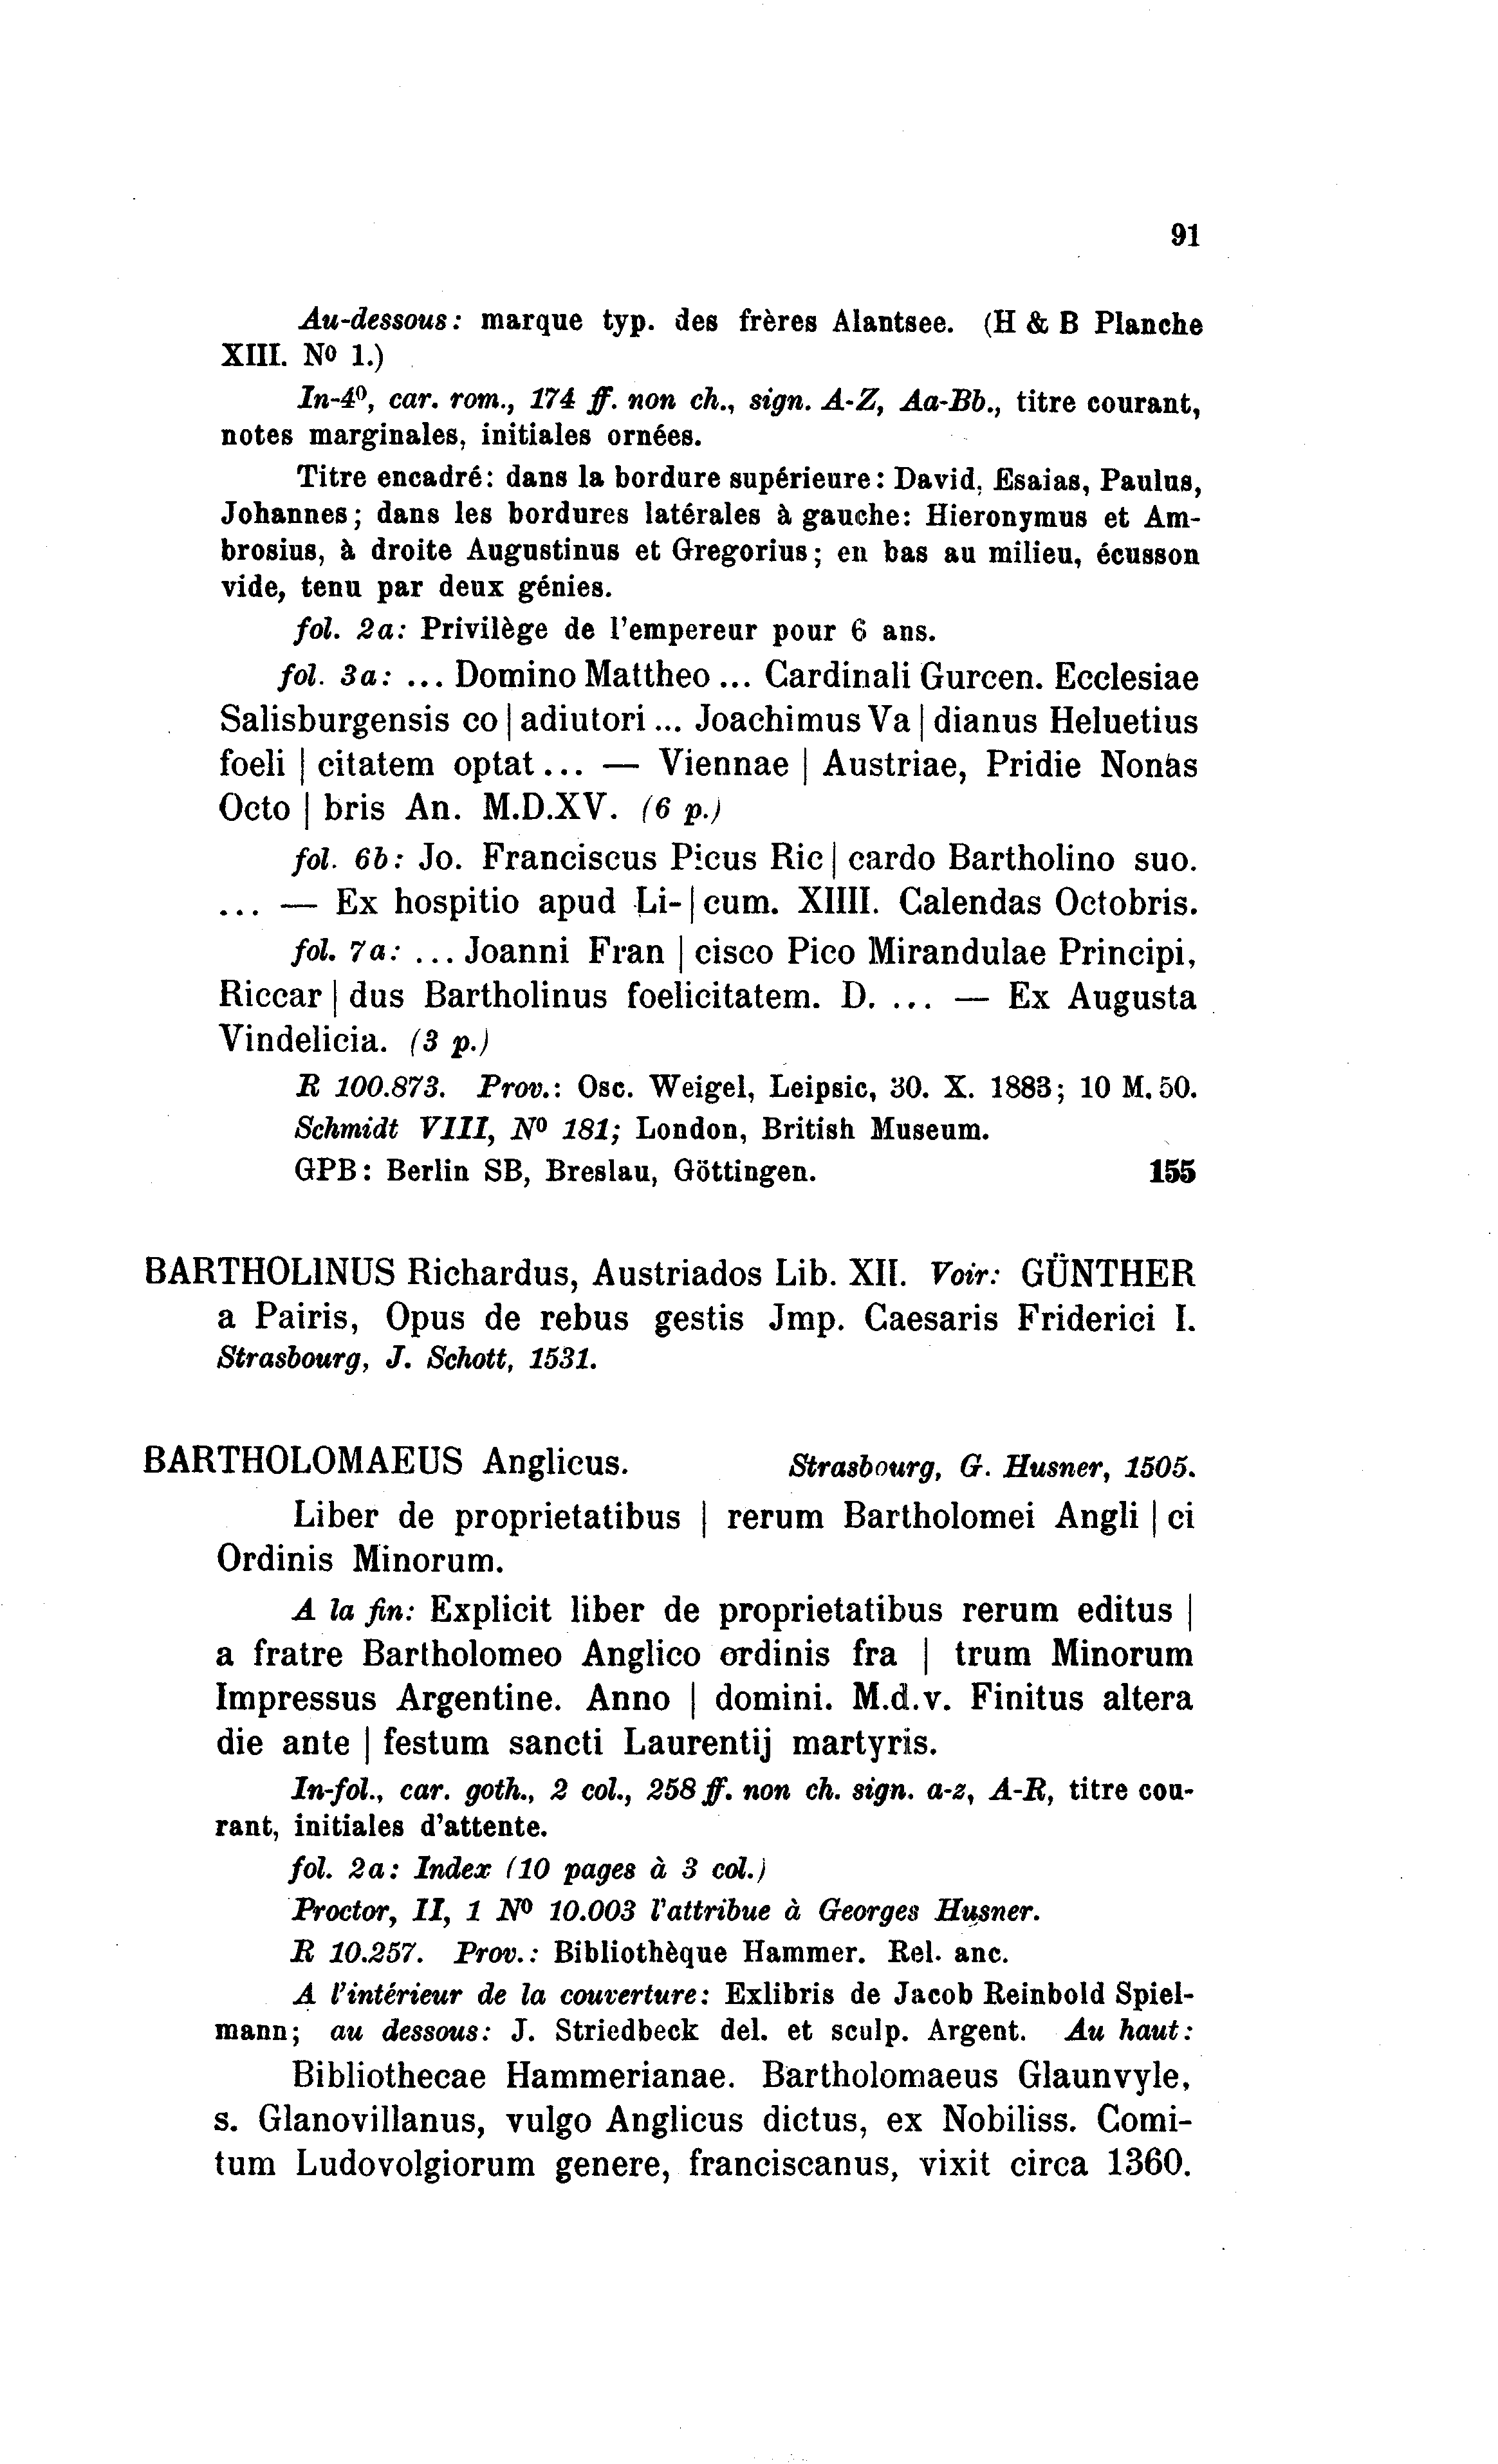 91
Au-dessous: marque typ. des frères Alantsee. (H & B Planche
XIII. No 1.)
In-4⁰, car. rom., 174 ff. non ch., sign. A-Z, Aa-Bb., titre courant,
notes marginales, initiales ornées.
Titre encadré: dans la bordure supérieure: David, Esaias, Paulus,
Johannes; dans les bordures latérales à gauche: Hieronymus et Am-
brosius, à droite Augustinus et Gregorius; en bas au milieu, écusson
vide, tenu par deux génies.
fol. 2a: Privilège de l'empereur pour 6 ans.
fol. 3a: ... Domino Mattheo ... Cardinali Gurcen. Ecclesiae
Salisburgensis co | adiutori ... Joachimus Va | dianus Heluetius
foeli | citatem optat ... — Viennae | Austriae, Pridie Nonas
Octo | bris An. M.D.XV. (6 p.)
fol. 6b: Jo. Franciscus Picus Ric | cardo Bartholino suo.
... — Ex hospitio apud Li- | cum. XIIII. Calendas Octobris.
fol. 7a: ... Joanni Fran | cisco Pico Mirandulae Principi,
Riccar | dus Bartholinus foelicitatem. D. ... — Ex Augusta
Vindelicia. (3 p.)
R 100.873. Prov.: Osc. Weigel, Leipsic, 30. X. 1883; 10 M. 50.
Schmidt VIII, No 181; London, British Museum.
GPB: Berlin SB, Breslau, Göttingen. 155
BARTHOLINUS Richardus, Austriados Lib. XII. Voir: GÜNTHER
a Pairis, Opus de rebus gestis Jmp. Caesaris Friderici I.
Strasbourg, J. Schott, 1531.
BARTHOLOMAEUS Anglicus. Strasbourg, G. Husner, 1505.
Liber de proprietatibus | rerum Bartholomei Angli | ci
Ordinis Minorum.
A la fin: Explicit liber de proprietatibus rerum editus |
a fratre Bartholomeo Anglico ordinis fra | trum Minorum
Impressus Argentine. Anno | domini. M.d.v. Finitus altera
die ante | festum sancti Laurentij martyris.
In-fol., car. goth., 2 col., 258 ff. non ch. sign. a-z, A-R, titre cou-
rant, initiales d'attente.
fol. 2a: Index (10 pages à 3 col.)
Proctor, II, 1 No 10.003 l'attribue à Georges Husner.
R 10.257. Prov.: Bibliothèque Hammer. Rel. anc.
A l'intérieur de la couverture: Exlibris de Jacob Reinbold Spiel-
mann; au dessous: J. Striedbeck del. et sculp. Argent. Au haut:
Bibliothecae Hammerianae. Bartholomaeus Glaunvyle,
s. Glanovillanus, vulgo Anglicus dictus, ex Nobiliss. Comi-
tum Ludovolgiorum genere, franciscanus, vixit circa 1360.